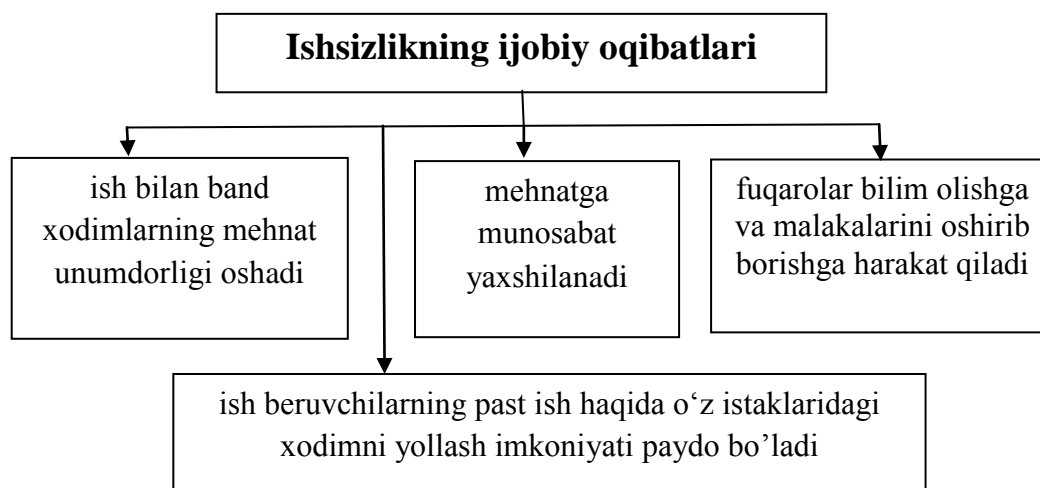 Ishsizlikning ijobiy oqibatlari
ish bilan band
xodimlarning mehnat
unumdorligi oshadi
mehnatga
munosabat
yaxshilanadi
fuqarolar bilim olishga
va malakalarini oshirib
borishga harakat qiladi
ish beruvchilarning past ish haqida o‘z istaklaridagi
xodimni yollash imkoniyati paydo bo’ladi